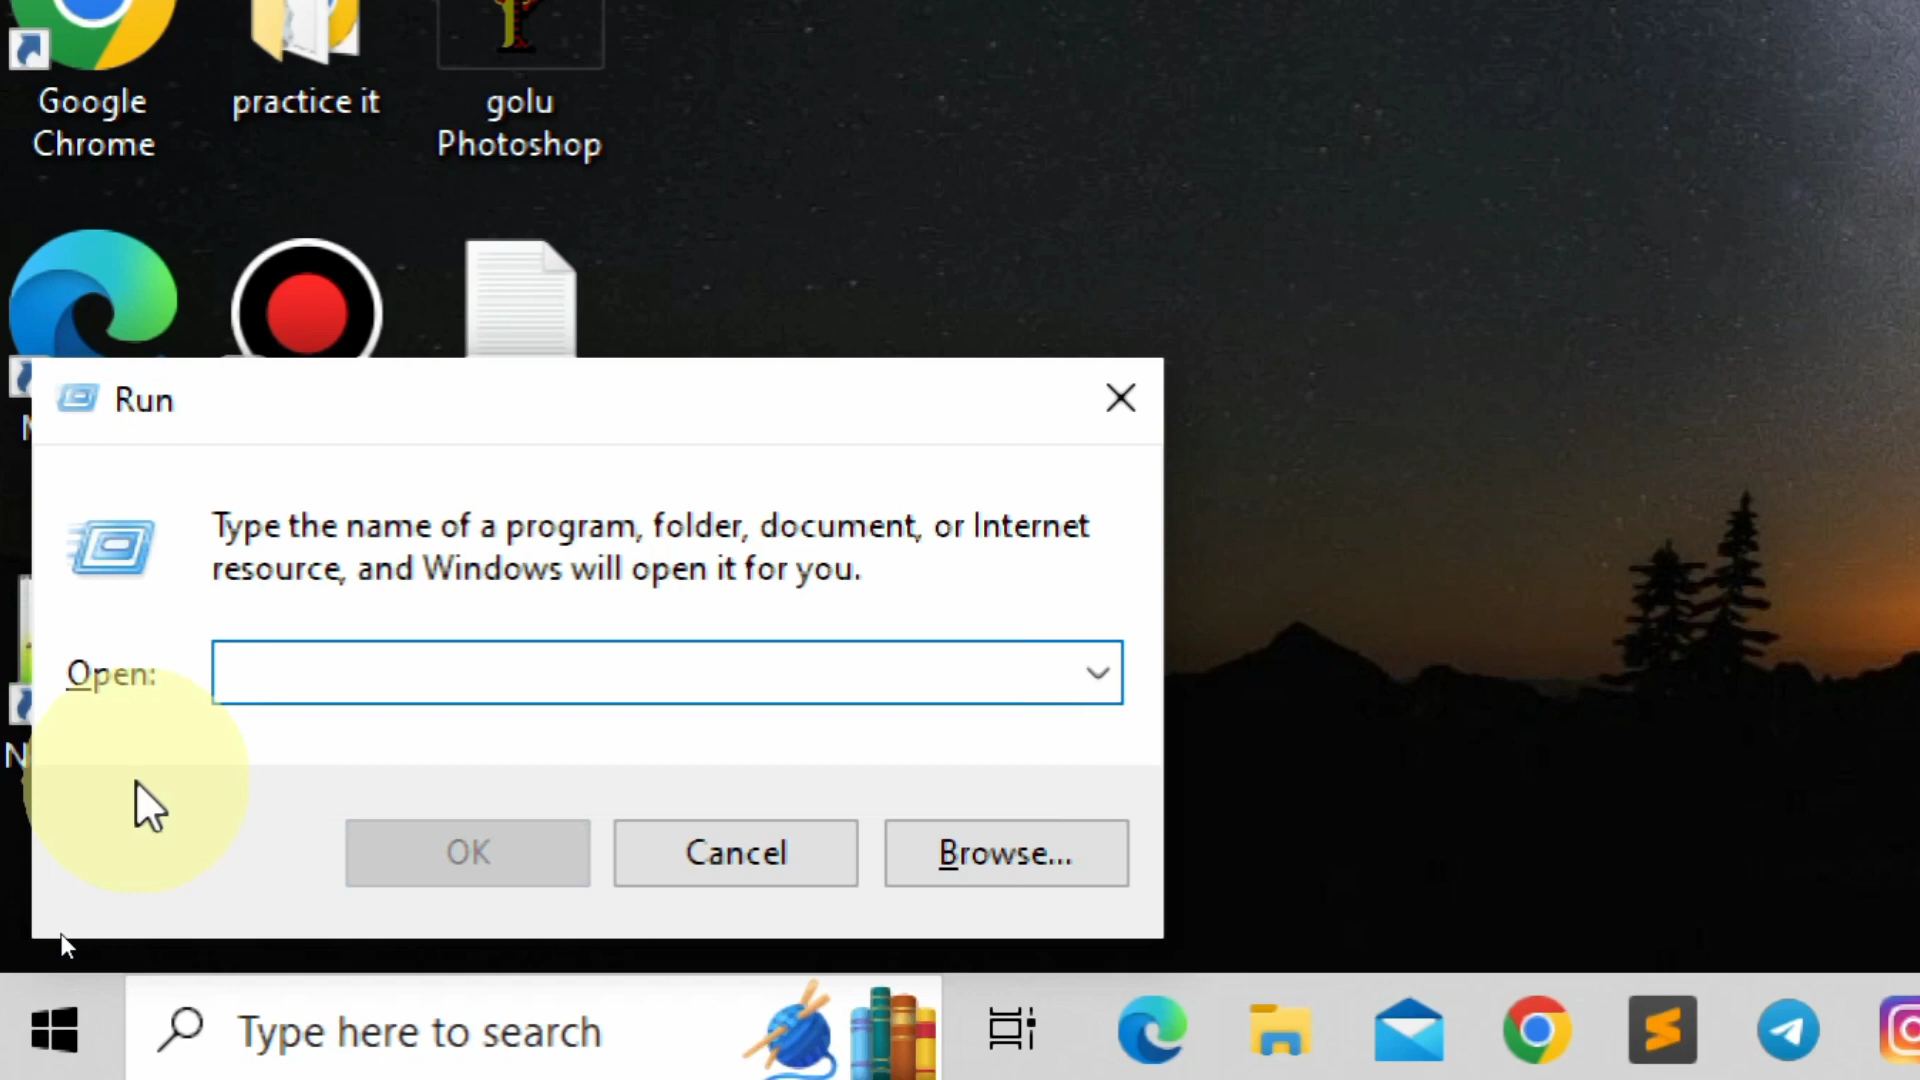 Google
Chrome
practice it
golu
Photoshop
Run
Type the name of a program, folder, document, or Internet
resource, and Windows will open it for you.
Open:
OK
Cancel
Browse...
Type here to search